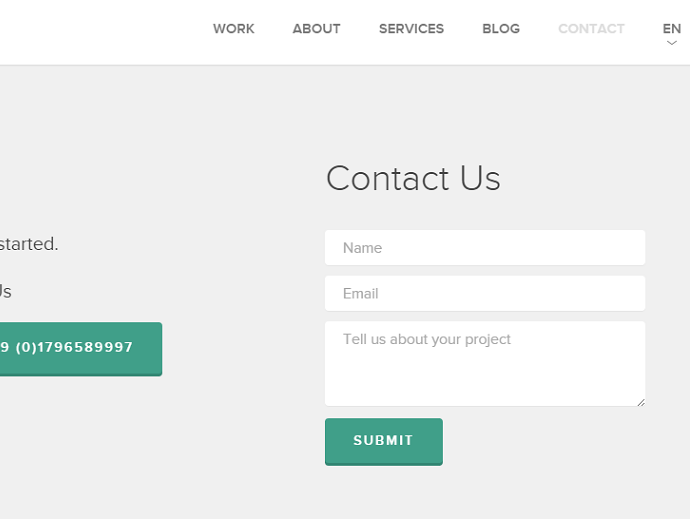 WORK ABOUT SERVICES BLOG CONTACT EN
started.
Us
9 (0)1796589997
Contact Us
Name
Email
Tell us about your project
SUBMIT